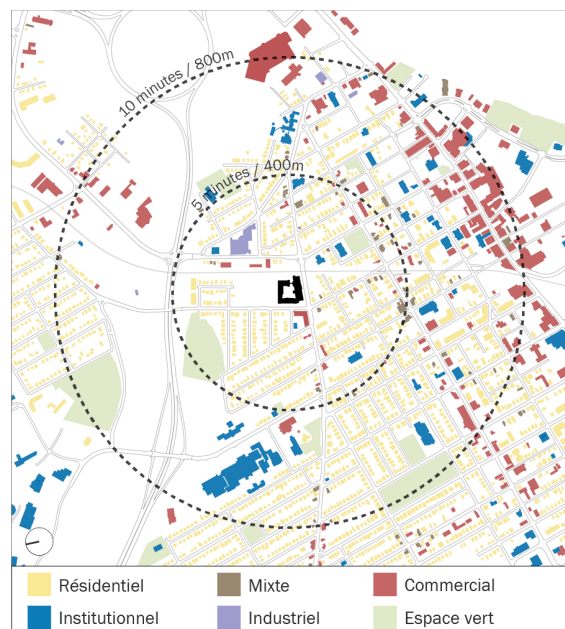 10 minutes / 800m
5 minutes / 400m
Résidentiel
Mixte
Commercial
Institutionnel
Industriel
Espace vert